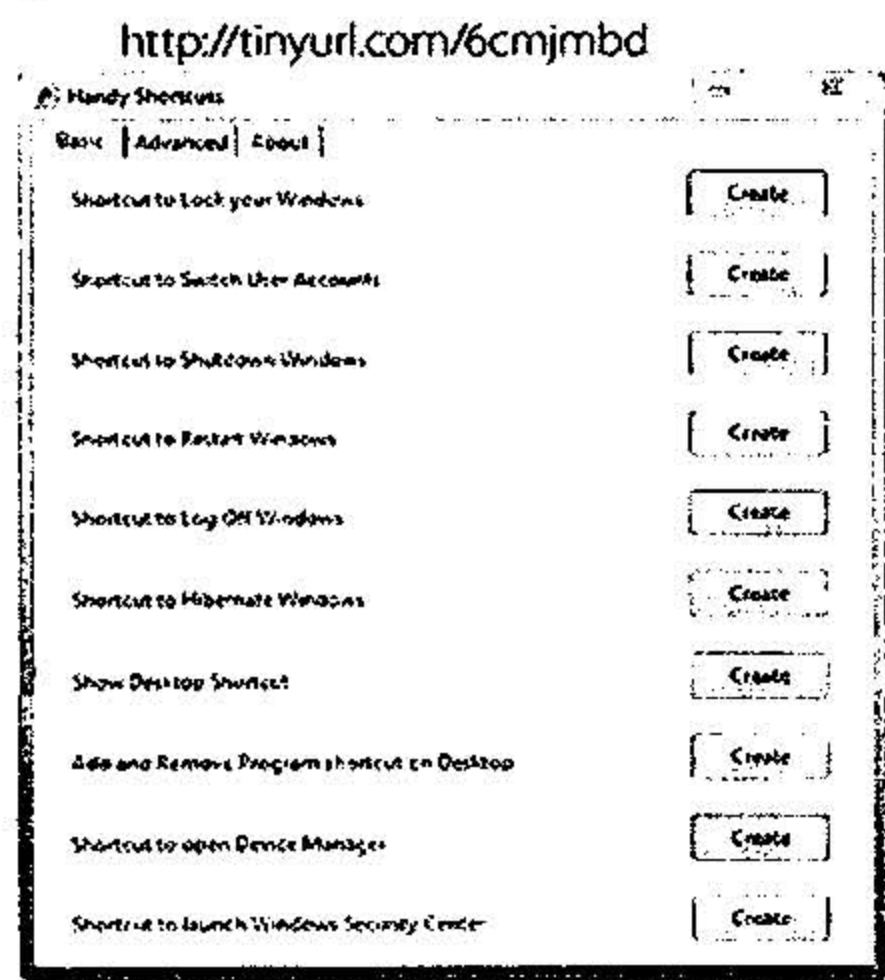 http://tinyurl.com/6cmjmbd
Handy Shortcuts
Basic Advanced About
Shortcut to Lock your Windows Create
Shortcut to Switch User Accounts Create
Shortcut to Shutdown Windows Create
Shortcut to Restart Windows Create
Shortcut to Log Off Windows Create
Shortcut to Hibernate Windows Create
Show Desktop Shortcut Create
Add and Remove Program shortcut on Desktop Create
Shortcut to open Device Manager Create
Shortcut to launch Windows Security Center Create